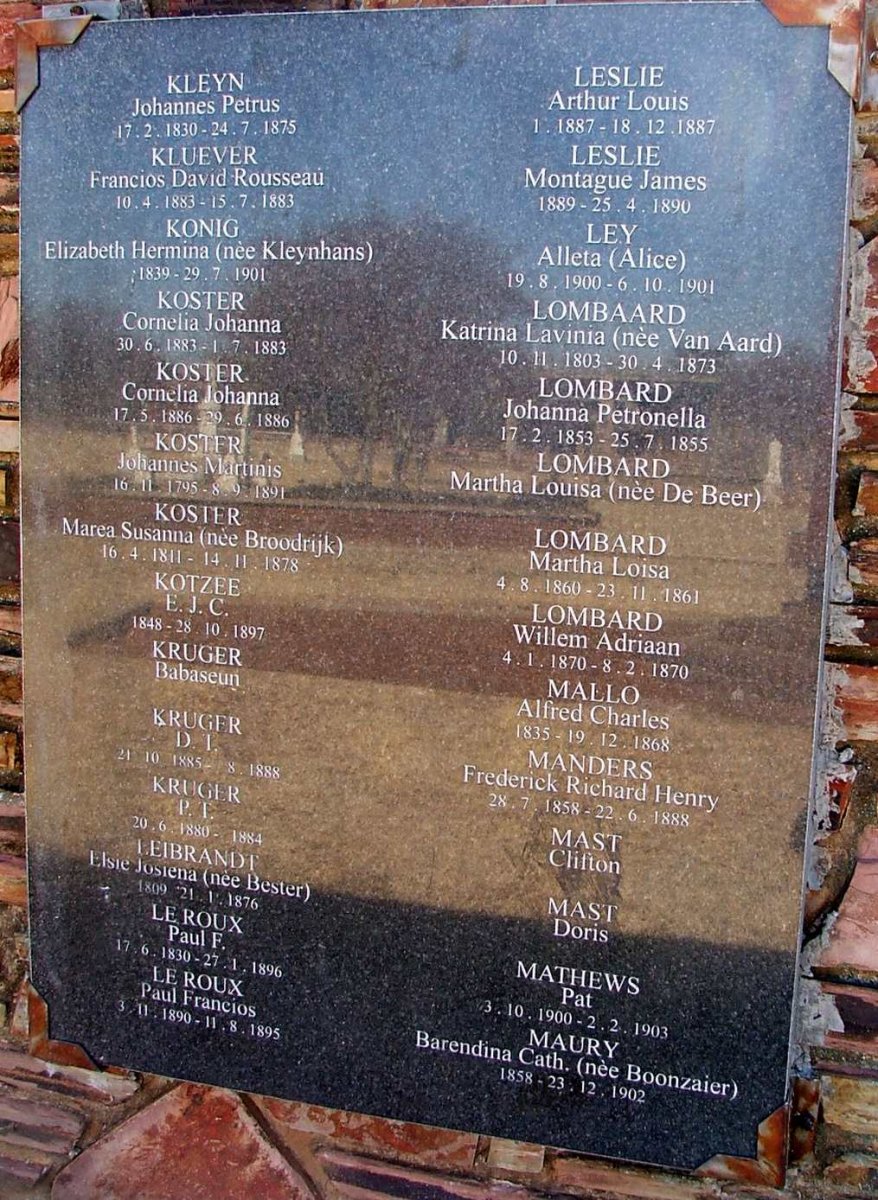 KLEYN
Johannes Petrus
17.2.1830 - 24.7.1875
KLUEVER
Francios David Rousseau
10.4.1883 - 15.7.1883
KONIG
Elizabeth Hermina (nèe Kleynhans)
1839 - 29.7.1901
KOSTER
Cornelia Johanna
30.6.1883 - 1.7.1883
KOSTER
Cornelia Johanna
17.5.1886 - 29.6.1886
KOSTER
Johannes Martinis
16.11.1795 - 8.9.1891
KOSTER
Marea Susanna (nèe Broodrijk)
16.4.1811 - 14.11.1878
KOTZEE
E.J.C.
1848 - 28.10.1897
KRUGER
Babaseun
KRUGER
D.T.
21.10.1885 - .8.1888
KRUGER
P.T.
20.6.1880 - .1884
LEIBRANDT
Elsie Josiena (nèe Bester)
1809 21.1.1876
LE ROUX
Paul F.
17.6.1830 - 27.1.1896
LE ROUX
Paul Francios
3.11.1890 - 11.8.1895
LESLIE
Arthur Louis
1.1887 - 18.12.1887
LESLIE
Montague James
1889 - 25.4.1890
LEY
Alleta (Alice)
19.8.1900 - 6.10.1901
LOMBAARD
Katrina Lavinia (nèe Van Aard)
10.11.1803 - 30.4.1873
LOMBARD
Johanna Petronella
17.2.1853 - 25.7.1855
LOMBARD
Martha Louisa (nèe De Beer)
LOMBARD
Martha Loisa
4.8.1860 - 23.11.1861
LOMBARD
Willem Adriaan
4.1.1870 - 8.2.1870
MALLO
Alfred Charles
1835 - 19.12.1868
MANDERS
Frederick Richard Henry
28.7.1858 - 22.6.1888
MAST
Clifton
MAST
Doris
MATHEWS
Pat
3.10.1900 - 2.2.1903
MAURY
Barendina Cath. (nèe Boonzaier)
1858 - 23.12.1902